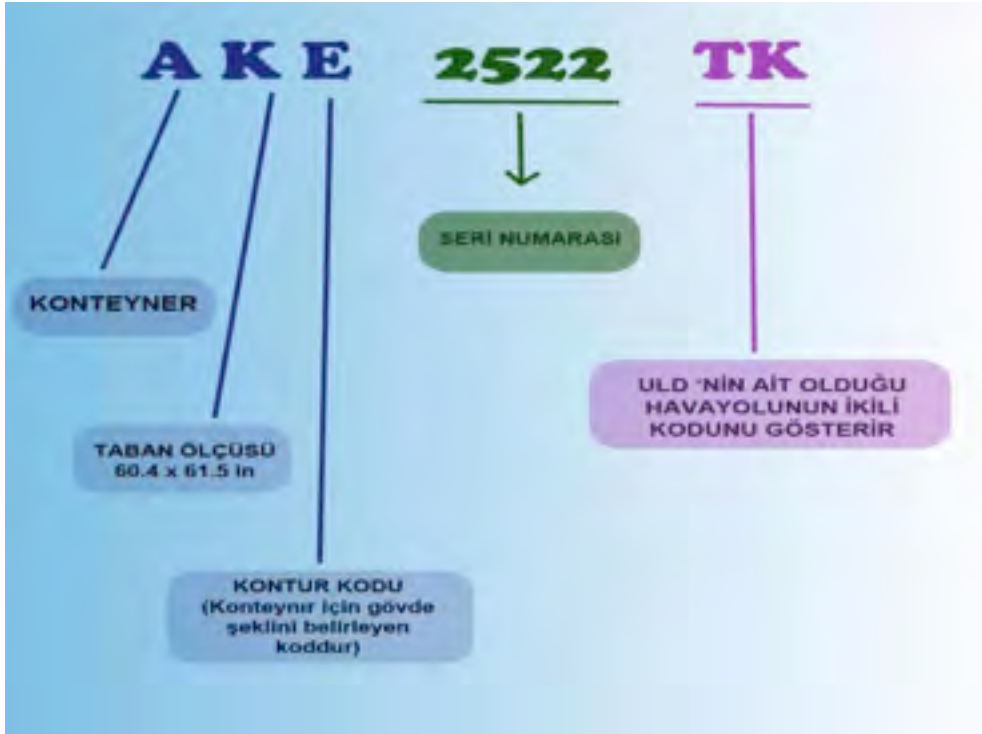 AKE 2522 TK
SERİ NUMARASI
KONTEYNER
ULD 'NİN AİT OLDUĞU
HAVAYOLUNUN İKİLİ
KODUNU GÖSTERİR
TABAN ÖLÇÜSÜ
60.4 x 61.5 in
KONTUR KODU
(Konteynır için gövde
şeklini belirleyen
koddur)